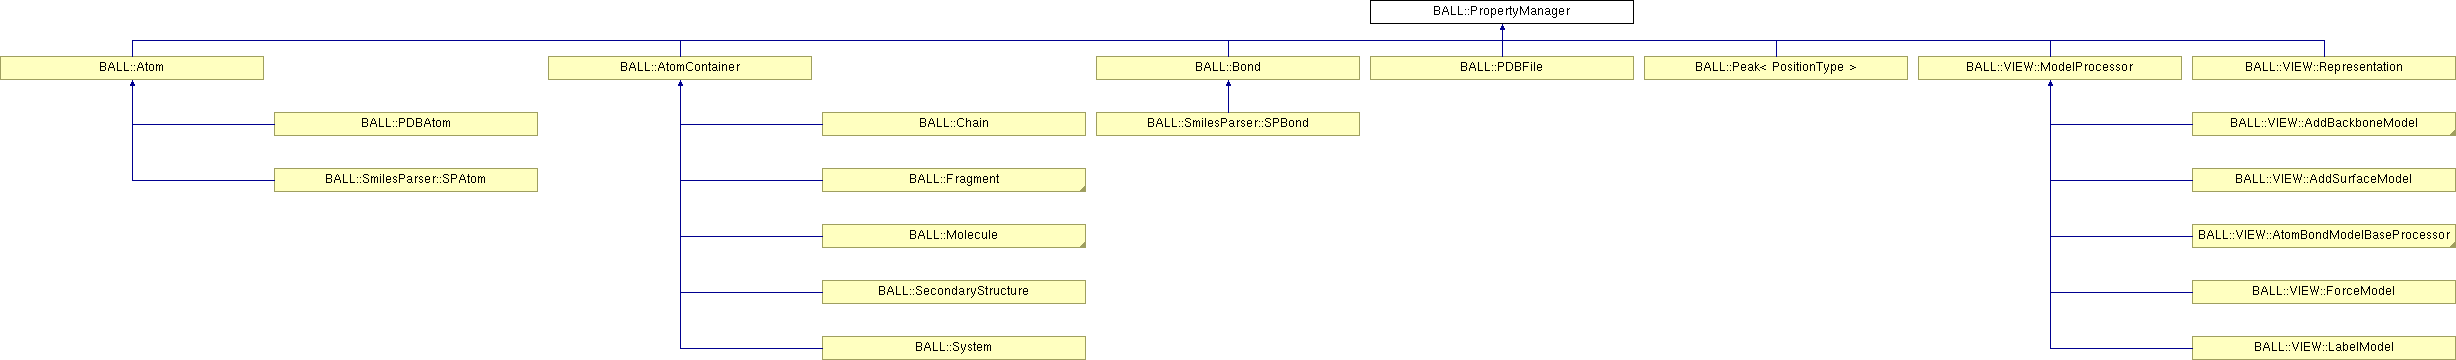 BALL::PropertyManager
BALL::Atom
BALL::AtomContainer
BALL::Bond
BALL::PDBFile
BALL::Peak< PositionType >
BALL::VIEW::ModelProcessor
BALL::VIEW::Representation
BALL::PDBAtom
BALL::Chain
BALL::SmilesParser::SPBond
BALL::VIEW::AddBackboneModel
BALL::SmilesParser::SPAtom
BALL::Fragment
BALL::VIEW::AddSurfaceModel
BALL::Molecule
BALL::VIEW::AtomBondModelBaseProcessor
BALL::SecondaryStructure
BALL::VIEW::ForceModel
BALL::System
BALL::VIEW::LabelModel